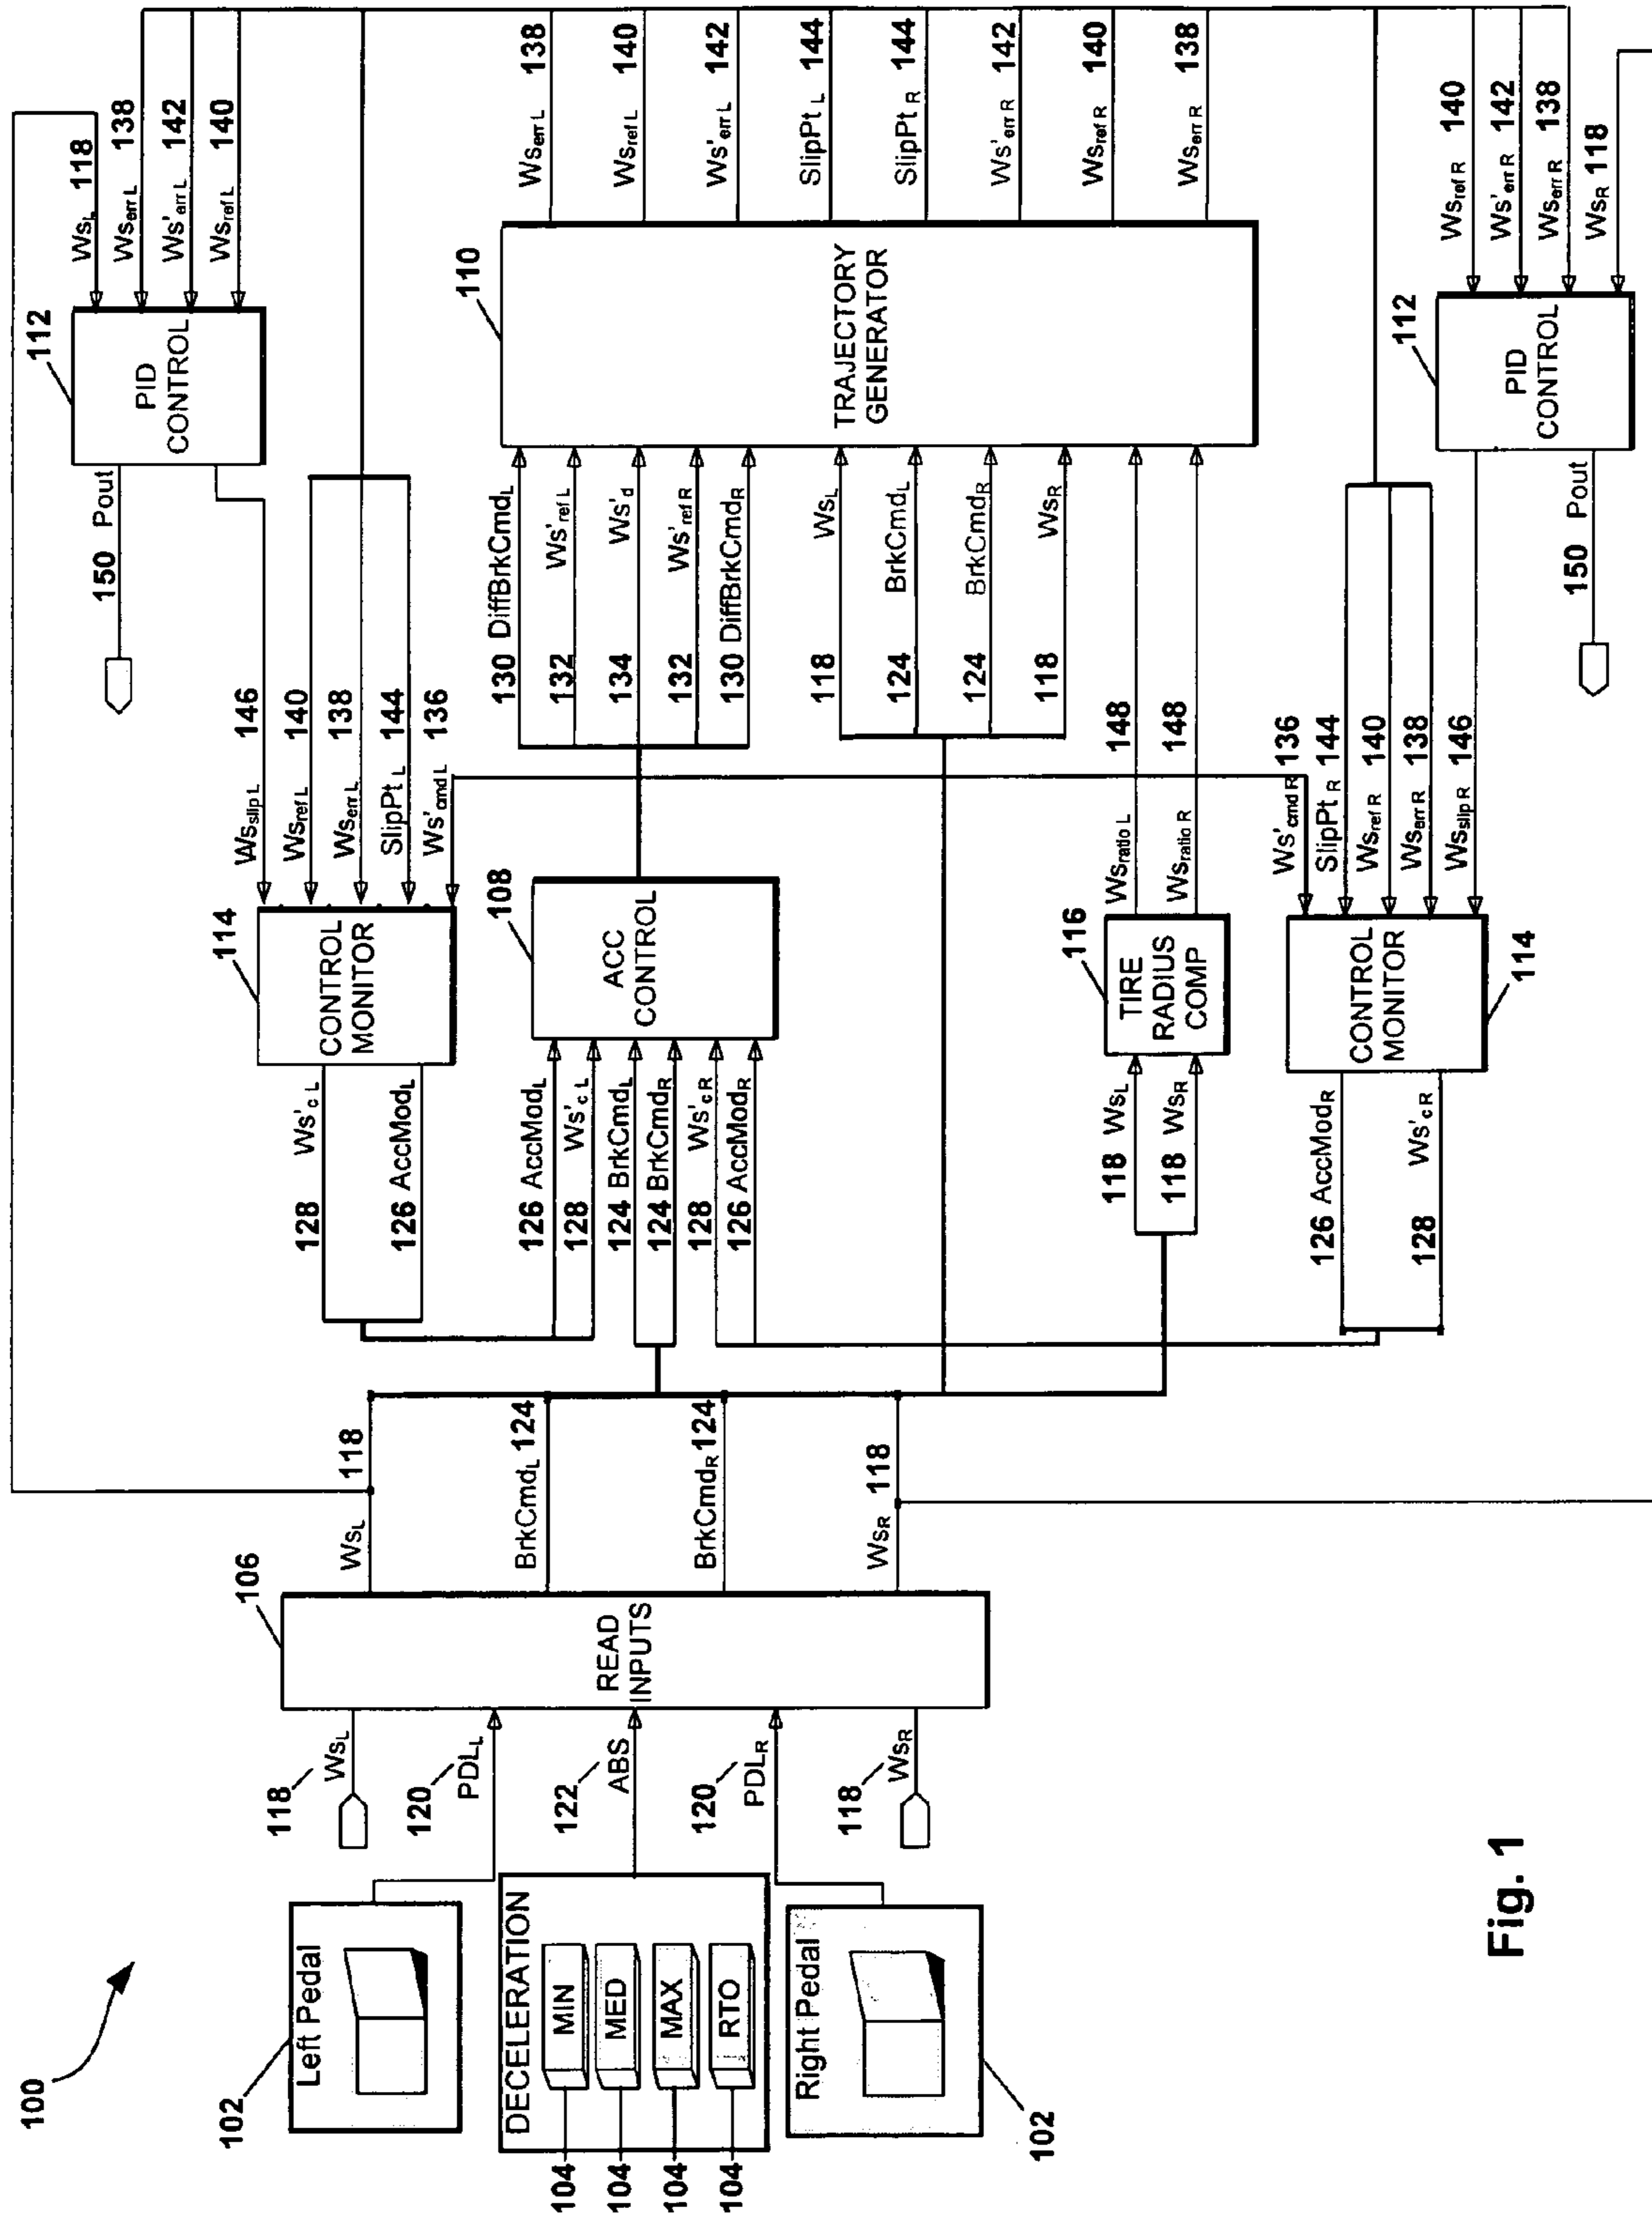 100
102
Left Pedal
DECELERATION
104
MIN
104
MED
104
MAX
104
RTO
Right Pedal
102
118
WsL
120
PDLL
122
ABS
120
PDLR
118
WsR
106
READ
INPUTS
WsL 118
BrkCmdL 124
BrkCmdR 124
WsR 118
114
CONTROL
MONITOR
128 Ws'c L
126 AccModL
Wsslip L 146
Wsref L 140
Wserr L 138
SlipPt L 144
Ws'cmd L 136
108
ACC
CONTROL
126 AccModL
128 Ws'c L
124 BrkCmdL
124 BrkCmdR
128 Ws'c R
126 AccModR
116
TIRE
RADIUS
COMP
118 WsL
118 WsR
Wsratio L 148
Wsratio R 148
CONTROL
MONITOR
114
126 AccModR
128 Ws'c R
Ws'cmd R 136
SlipPt R 144
Wsref R 140
Wserr R 138
Wsslip R 146
112
PID
CONTROL
150 Pout
WsL 118
Wserr L 138
Ws'err L 142
Wsref L 140
110
TRAJECTORY
GENERATOR
130 DiffBrkCmdL
132 Ws'ref L
134 Ws'd
132 Ws'ref R
130 DiffBrkCmdR
118 WsL
124 BrkCmdL
124 BrkCmdR
118 WsR
Wserr L 138
Wsref L 140
Ws'err L 142
SlipPt L 144
SlipPt R 144
Ws'err R 142
Wsref R 140
Wserr R 138
112
PID
CONTROL
150 Pout
Wsref R 140
Ws'err R 142
Wserr R 138
WsR 118
Fig. 1